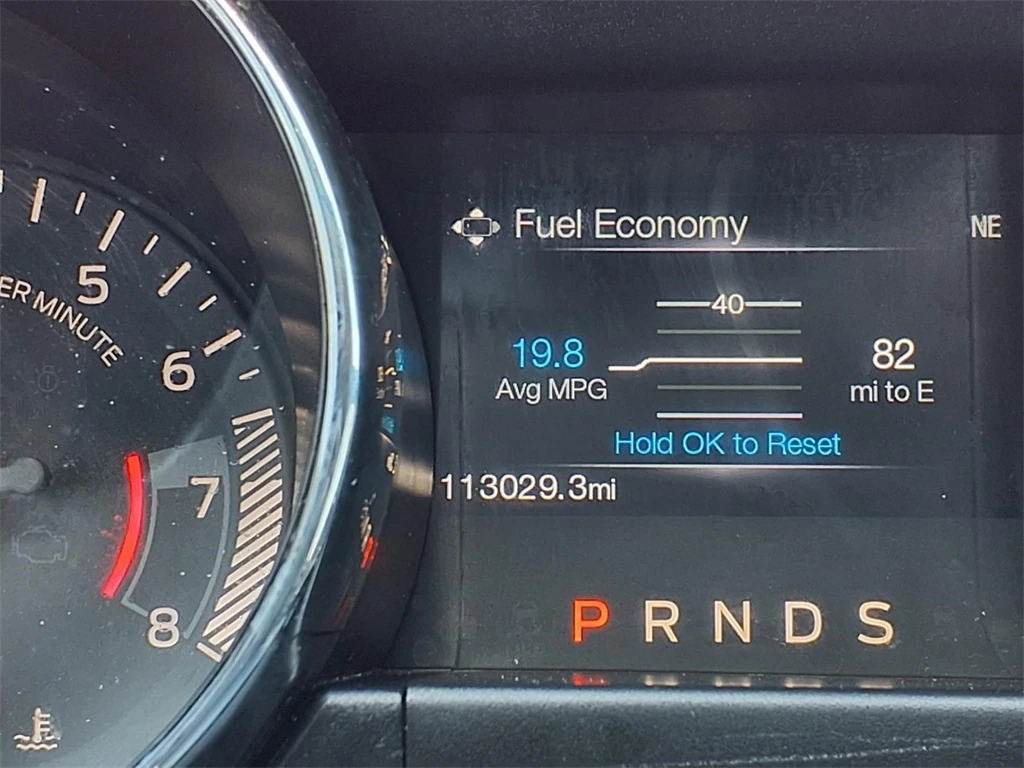 5
ER MINUTE
6
7
8
Fuel Economy
NE
40
19.8
Avg MPG
82
mi to E
Hold OK to Reset
113029.3mi
P R N D S